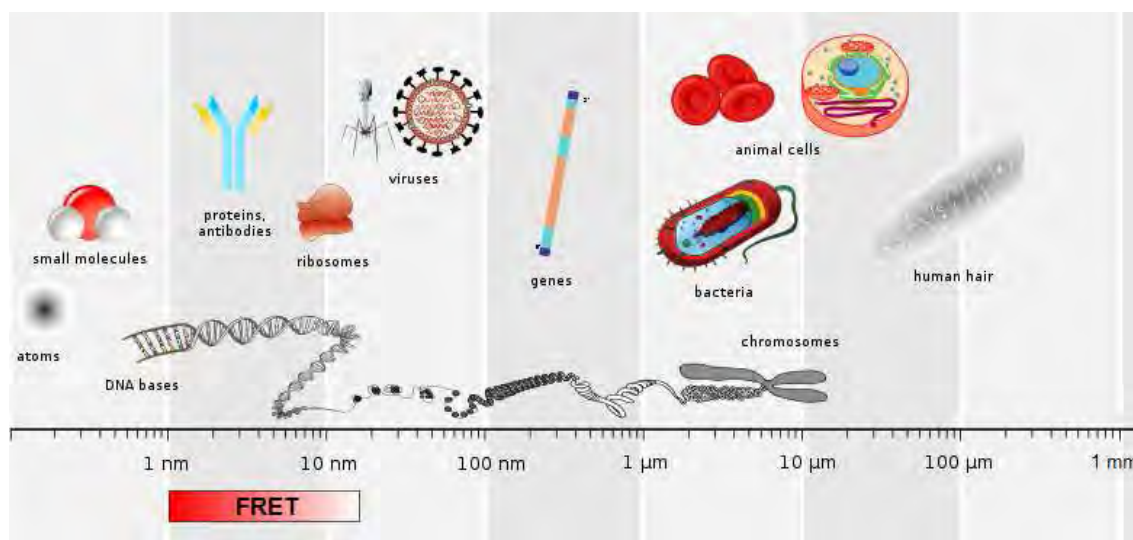 viruses
proteins,
antibodies
small molecules
ribosomes
animal cells
genes
bacteria
human hair
atoms
DNA bases
chromosomes
1 nm
10 nm
100 nm
1 μm
10 μm
100 μm
1 mm
FRET